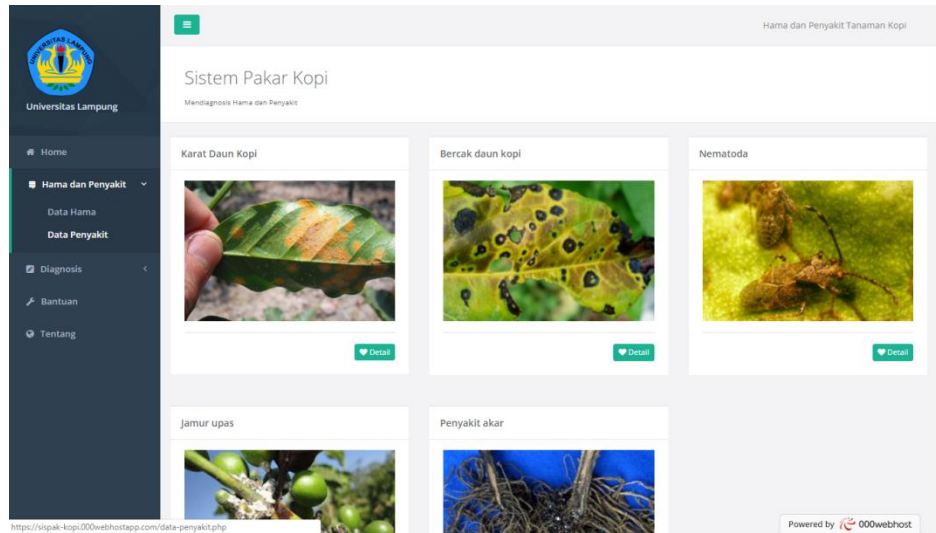 UNIVERSITAS LAMPUNG
Universitas Lampung
Home
Hama dan Penyakit
Data Hama
Data Penyakit
Diagnosis
Bantuan
Tentang
Hama dan Penyakit Tanaman Kopi
Sistem Pakar Kopi
Mendiagnosis Hama dan Penyakit
Karat Daun Kopi
Bercak daun kopi
Nematoda
Detail
Detail
Detail
Jamur upas
Penyakit akar
https://sispak-kopi.000webhostapp.com/data-penyakit.php
Powered by 000webhost